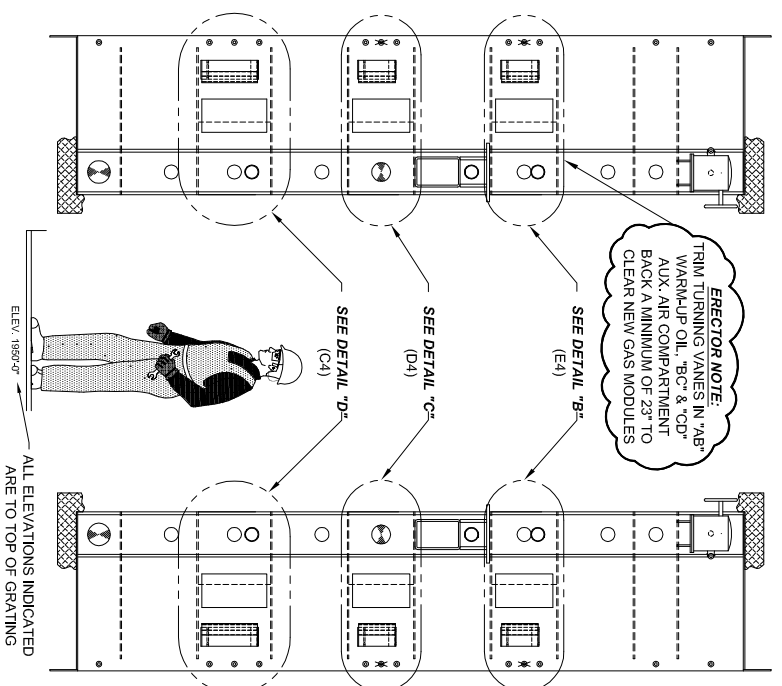 ERECTOR NOTE:
TRIM TURNING VANES IN "AB"
WARM-UP OIL, "BC" & "CD"
AUX. AIR COMPARTMENT
BACK A MINIMUM OF 23" TO
CLEAR NEW GAS MODULES
SEE DETAIL "B"
(E4)
SEE DETAIL "C"
(D4)
SEE DETAIL "D"
(C4)
ELEV. 1950'-0"
ALL ELEVATIONS INDICATED
ARE TO TOP OF GRATING